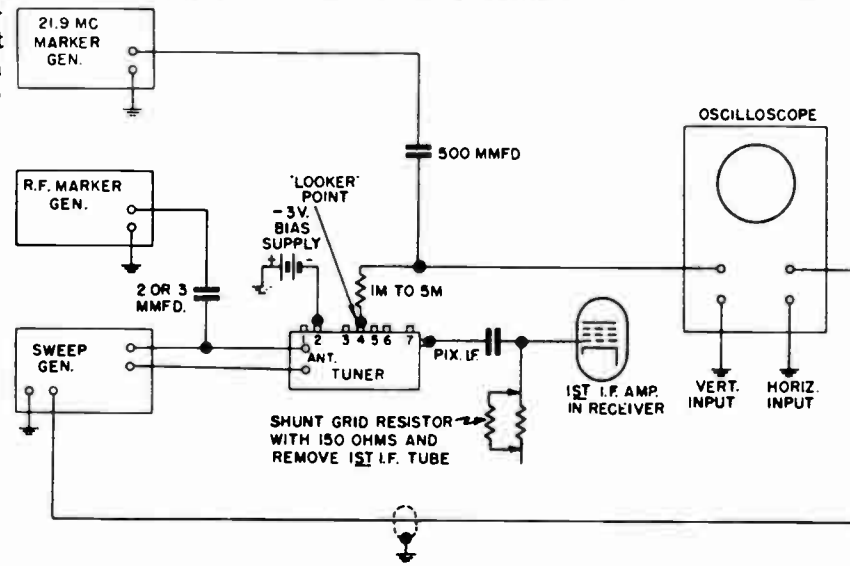 21.9 MC
MARKER
GEN.
OSCILLOSCOPE
500 MMFD
R.F. MARKER
GEN.
"LOOKER"
POINT
-3V.
BIAS
SUPPLY
+ -
2 OR 3
MMFD.
1M TO 5M
1 2 3 4 5 6 7
SWEEP
GEN.
ANT.
TUNER
PIX. I.F.
1ST I.F. AMP.
IN RECEIVER
VERT.
INPUT
HORIZ.
INPUT
SHUNT GRID RESISTOR
WITH 150 OHMS AND
REMOVE 1ST I.F. TUBE